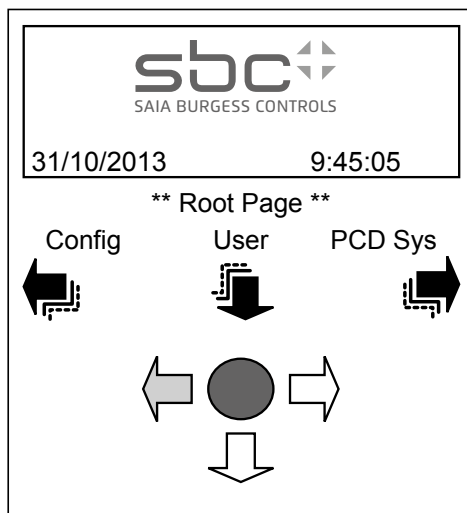 sbc
SAIA BURGESS CONTROLS
31/10/2013 9:45:05
** Root Page **
Config User PCD Sys